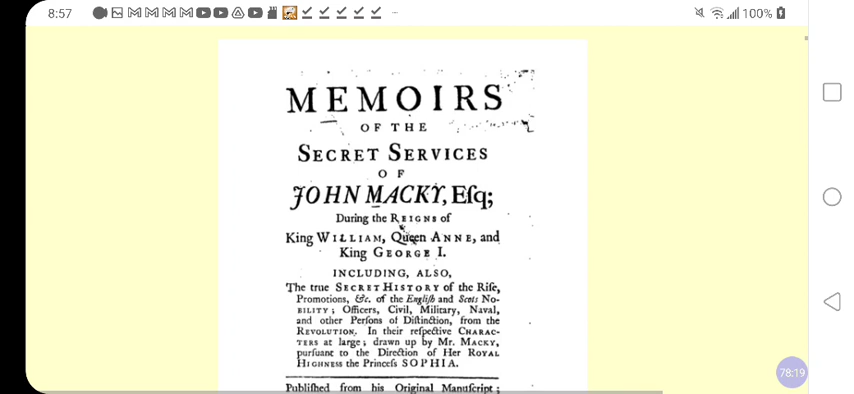 8:57
100%
MEMOIRS
OF THE
SECRET SERVICES
OF
JOHN MACKY, Eſq;
During the REIGNS of
King WILLIAM, Queen ANNE, and
King GEORGE I.
INCLUDING, ALSO,
The true SECRET HISTORY of the Riſe,
Promotions, &c. of the Engliſh and Scots No-
BILITY; Officers, Civil, Military, Naval,
and other Perſons of Diſtinction, from the
REVOLUTION. In their reſpective CHARAC-
TERS at large; drawn up by Mr. MACKY,
purſuant to the Direction of Her ROYAL
HIGHNESS the Princeſs SOPHIA.
Publiſhed from his Original Manuſcript;
78:19